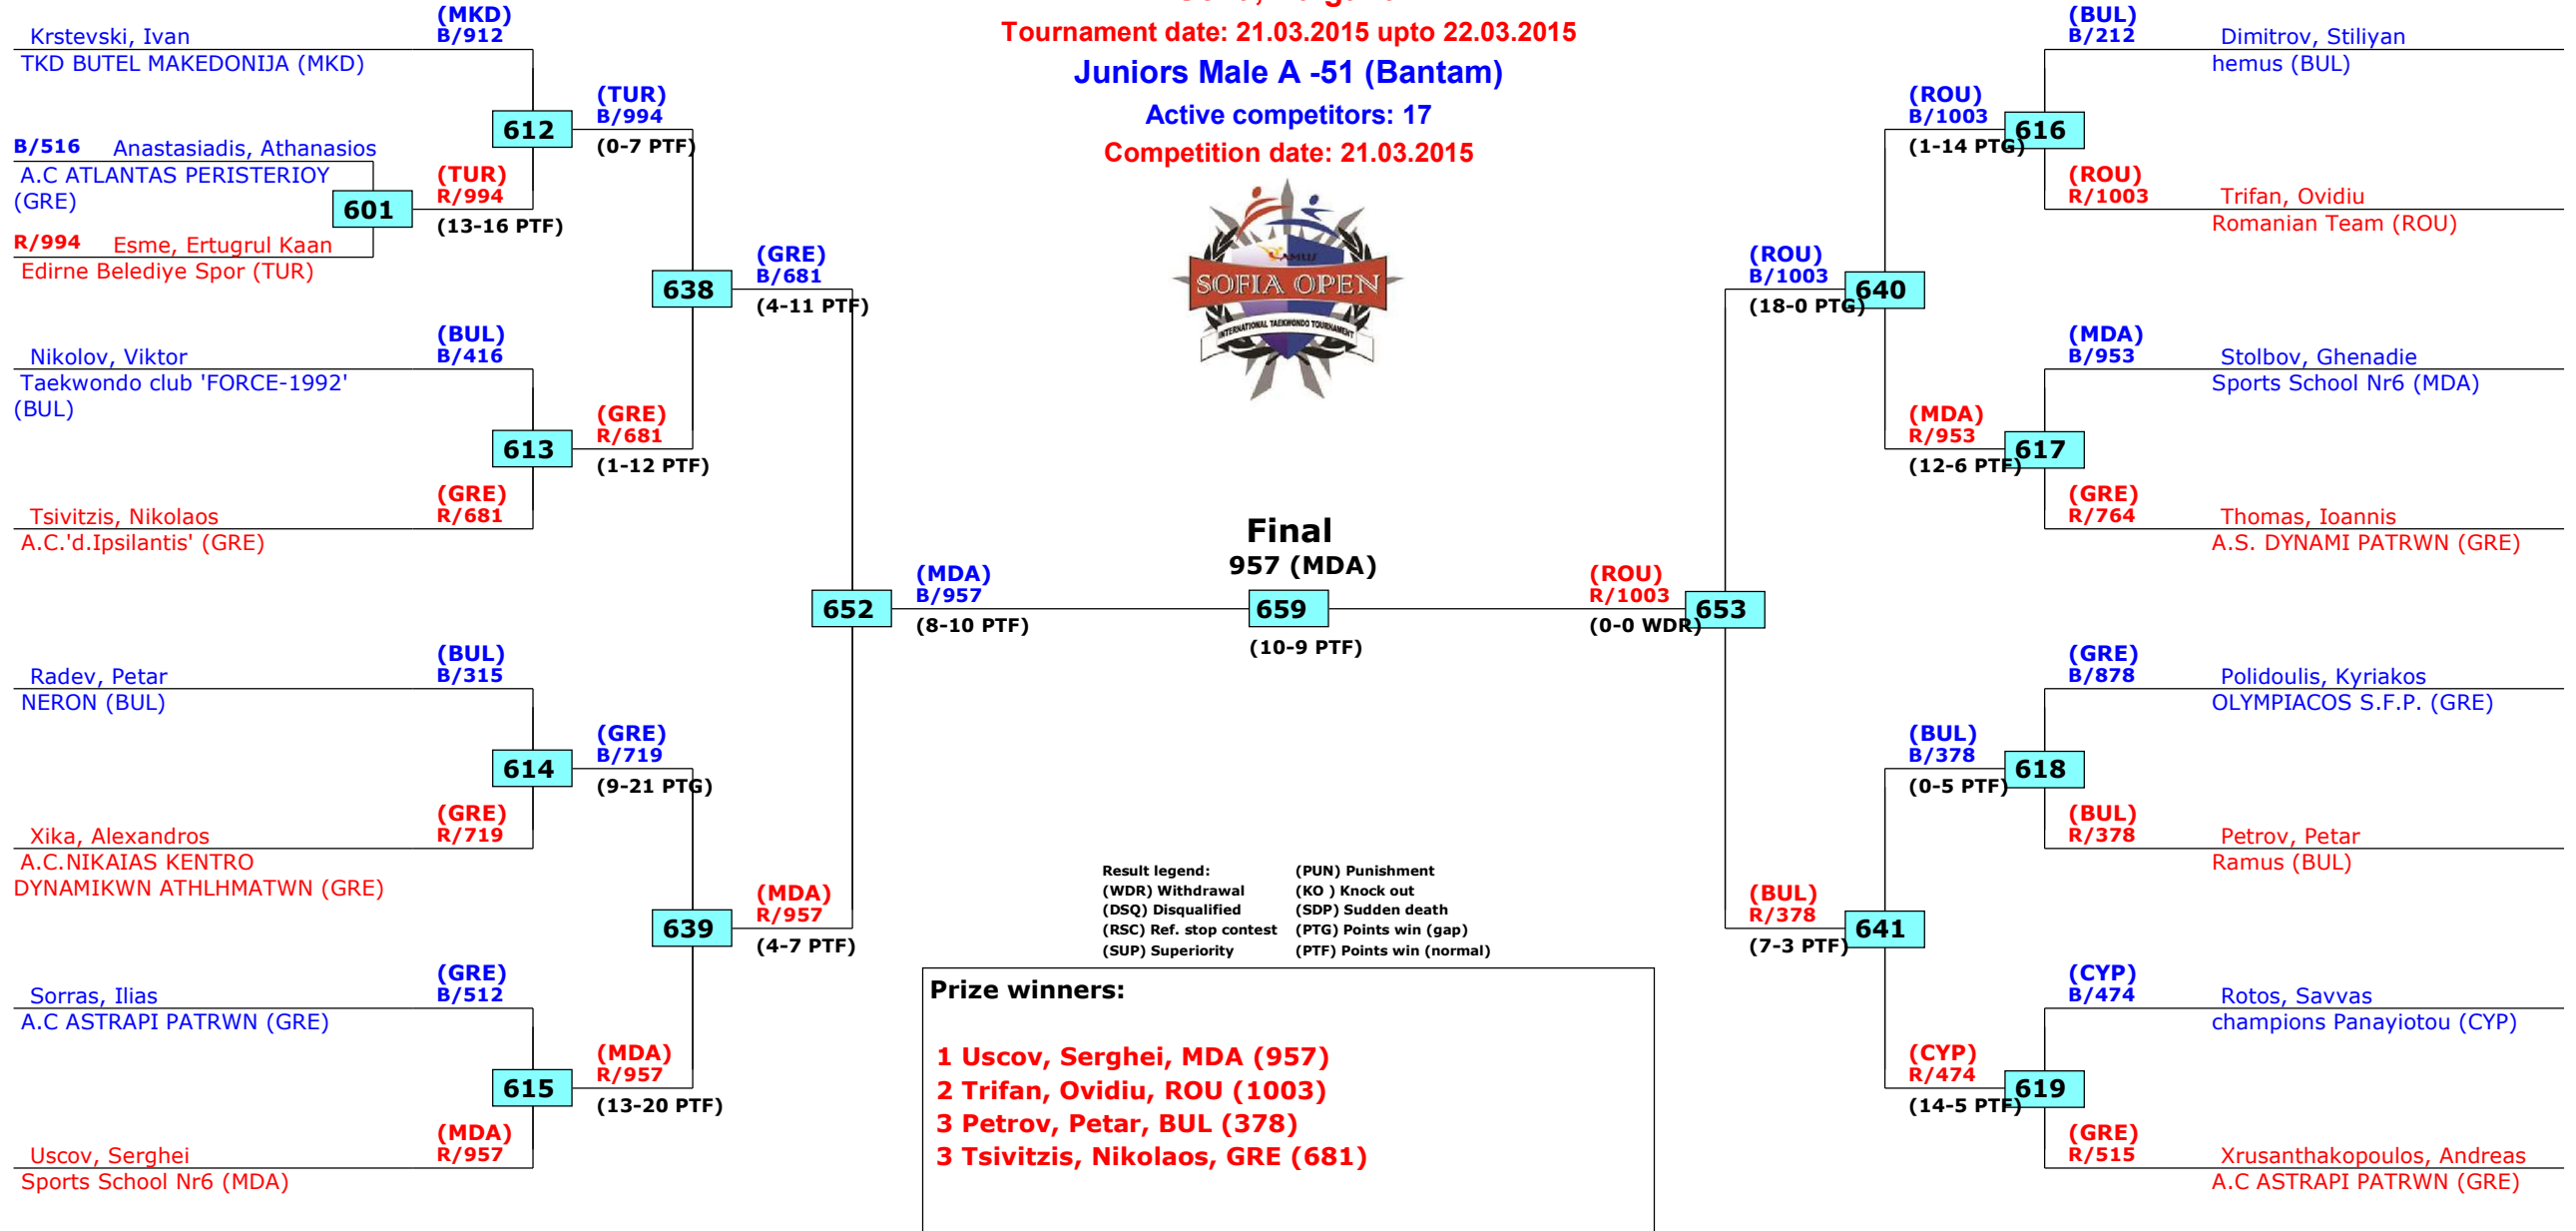 Tournament date: 21.03.2015 upto 22.03.2015
Juniors Male A -51 (Bantam)
Active competitors: 17
Competition date: 21.03.2015
SOFIA OPEN
INTERNATIONAL TAEKWONDO TOURNAMENT
(MKD)
B/912
Krstevski, Ivan
TKD BUTEL MAKEDONIJA (MKD)
612
(TUR)
B/994
(0-7 PTF)
B/516 Anastasiadis, Athanasios
A.C ATLANTAS PERISTERIOY
(GRE)
601
(TUR)
R/994
(13-16 PTF)
R/994 Esme, Ertugrul Kaan
Edirne Belediye Spor (TUR)
638
(GRE)
B/681
(4-11 PTF)
(BUL)
B/416
Nikolov, Viktor
Taekwondo club 'FORCE-1992'
(BUL)
613
(GRE)
R/681
(1-12 PTF)
(GRE)
R/681
Tsivitzis, Nikolaos
A.C.'d.Ipsilantis' (GRE)
652
(MDA)
B/957
(8-10 PTF)
(BUL)
B/315
Radev, Petar
NERON (BUL)
614
(GRE)
B/719
(9-21 PTG)
(GRE)
R/719
Xika, Alexandros
A.C.NIKAIAS KENTRO
DYNAMIKWN ATHLHMATWN (GRE)
639
(MDA)
R/957
(4-7 PTF)
(GRE)
B/512
Sorras, Ilias
A.C ASTRAPI PATRWN (GRE)
615
(MDA)
R/957
(13-20 PTF)
(MDA)
R/957
Uscov, Serghei
Sports School Nr6 (MDA)
Final
957 (MDA)
659
(10-9 PTF)
(ROU)
R/1003
(0-0 WDR)
653
(BUL)
B/212
Dimitrov, Stiliyan
hemus (BUL)
(ROU)
B/1003
(1-14 PTG)
616
(ROU)
R/1003
Trifan, Ovidiu
Romanian Team (ROU)
(ROU)
B/1003
(18-0 PTG)
640
(MDA)
B/953
Stolbov, Ghenadie
Sports School Nr6 (MDA)
(MDA)
R/953
(12-6 PTF)
617
(GRE)
R/764
Thomas, Ioannis
A.S. DYNAMI PATRWN (GRE)
(GRE)
B/878
Polidoulis, Kyriakos
OLYMPIACOS S.F.P. (GRE)
(BUL)
B/378
(0-5 PTF)
618
(BUL)
R/378
Petrov, Petar
Ramus (BUL)
(BUL)
R/378
(7-3 PTF)
641
(CYP)
B/474
Rotos, Savvas
champions Panayiotou (CYP)
(CYP)
R/474
(14-5 PTF)
619
(GRE)
R/515
Xrusanthakopoulos, Andreas
A.C ASTRAPI PATRWN (GRE)
Result legend: (PUN) Punishment
(WDR) Withdrawal (KO ) Knock out
(DSQ) Disqualified (SDP) Sudden death
(RSC) Ref. stop contest (PTG) Points win (gap)
(SUP) Superiority (PTF) Points win (normal)
Prize winners:
1 Uscov, Serghei, MDA (957)
2 Trifan, Ovidiu, ROU (1003)
3 Petrov, Petar, BUL (378)
3 Tsivitzis, Nikolaos, GRE (681)